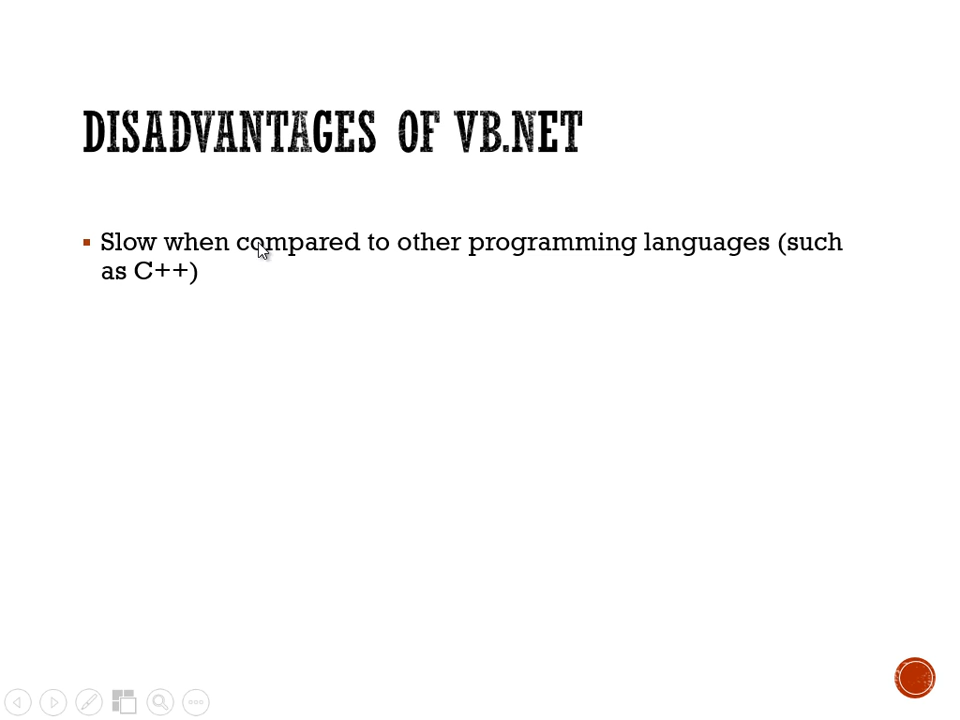 DISADVANTAGES OF VB.NET
▪ Slow when compared to other programming languages (such
as C++)